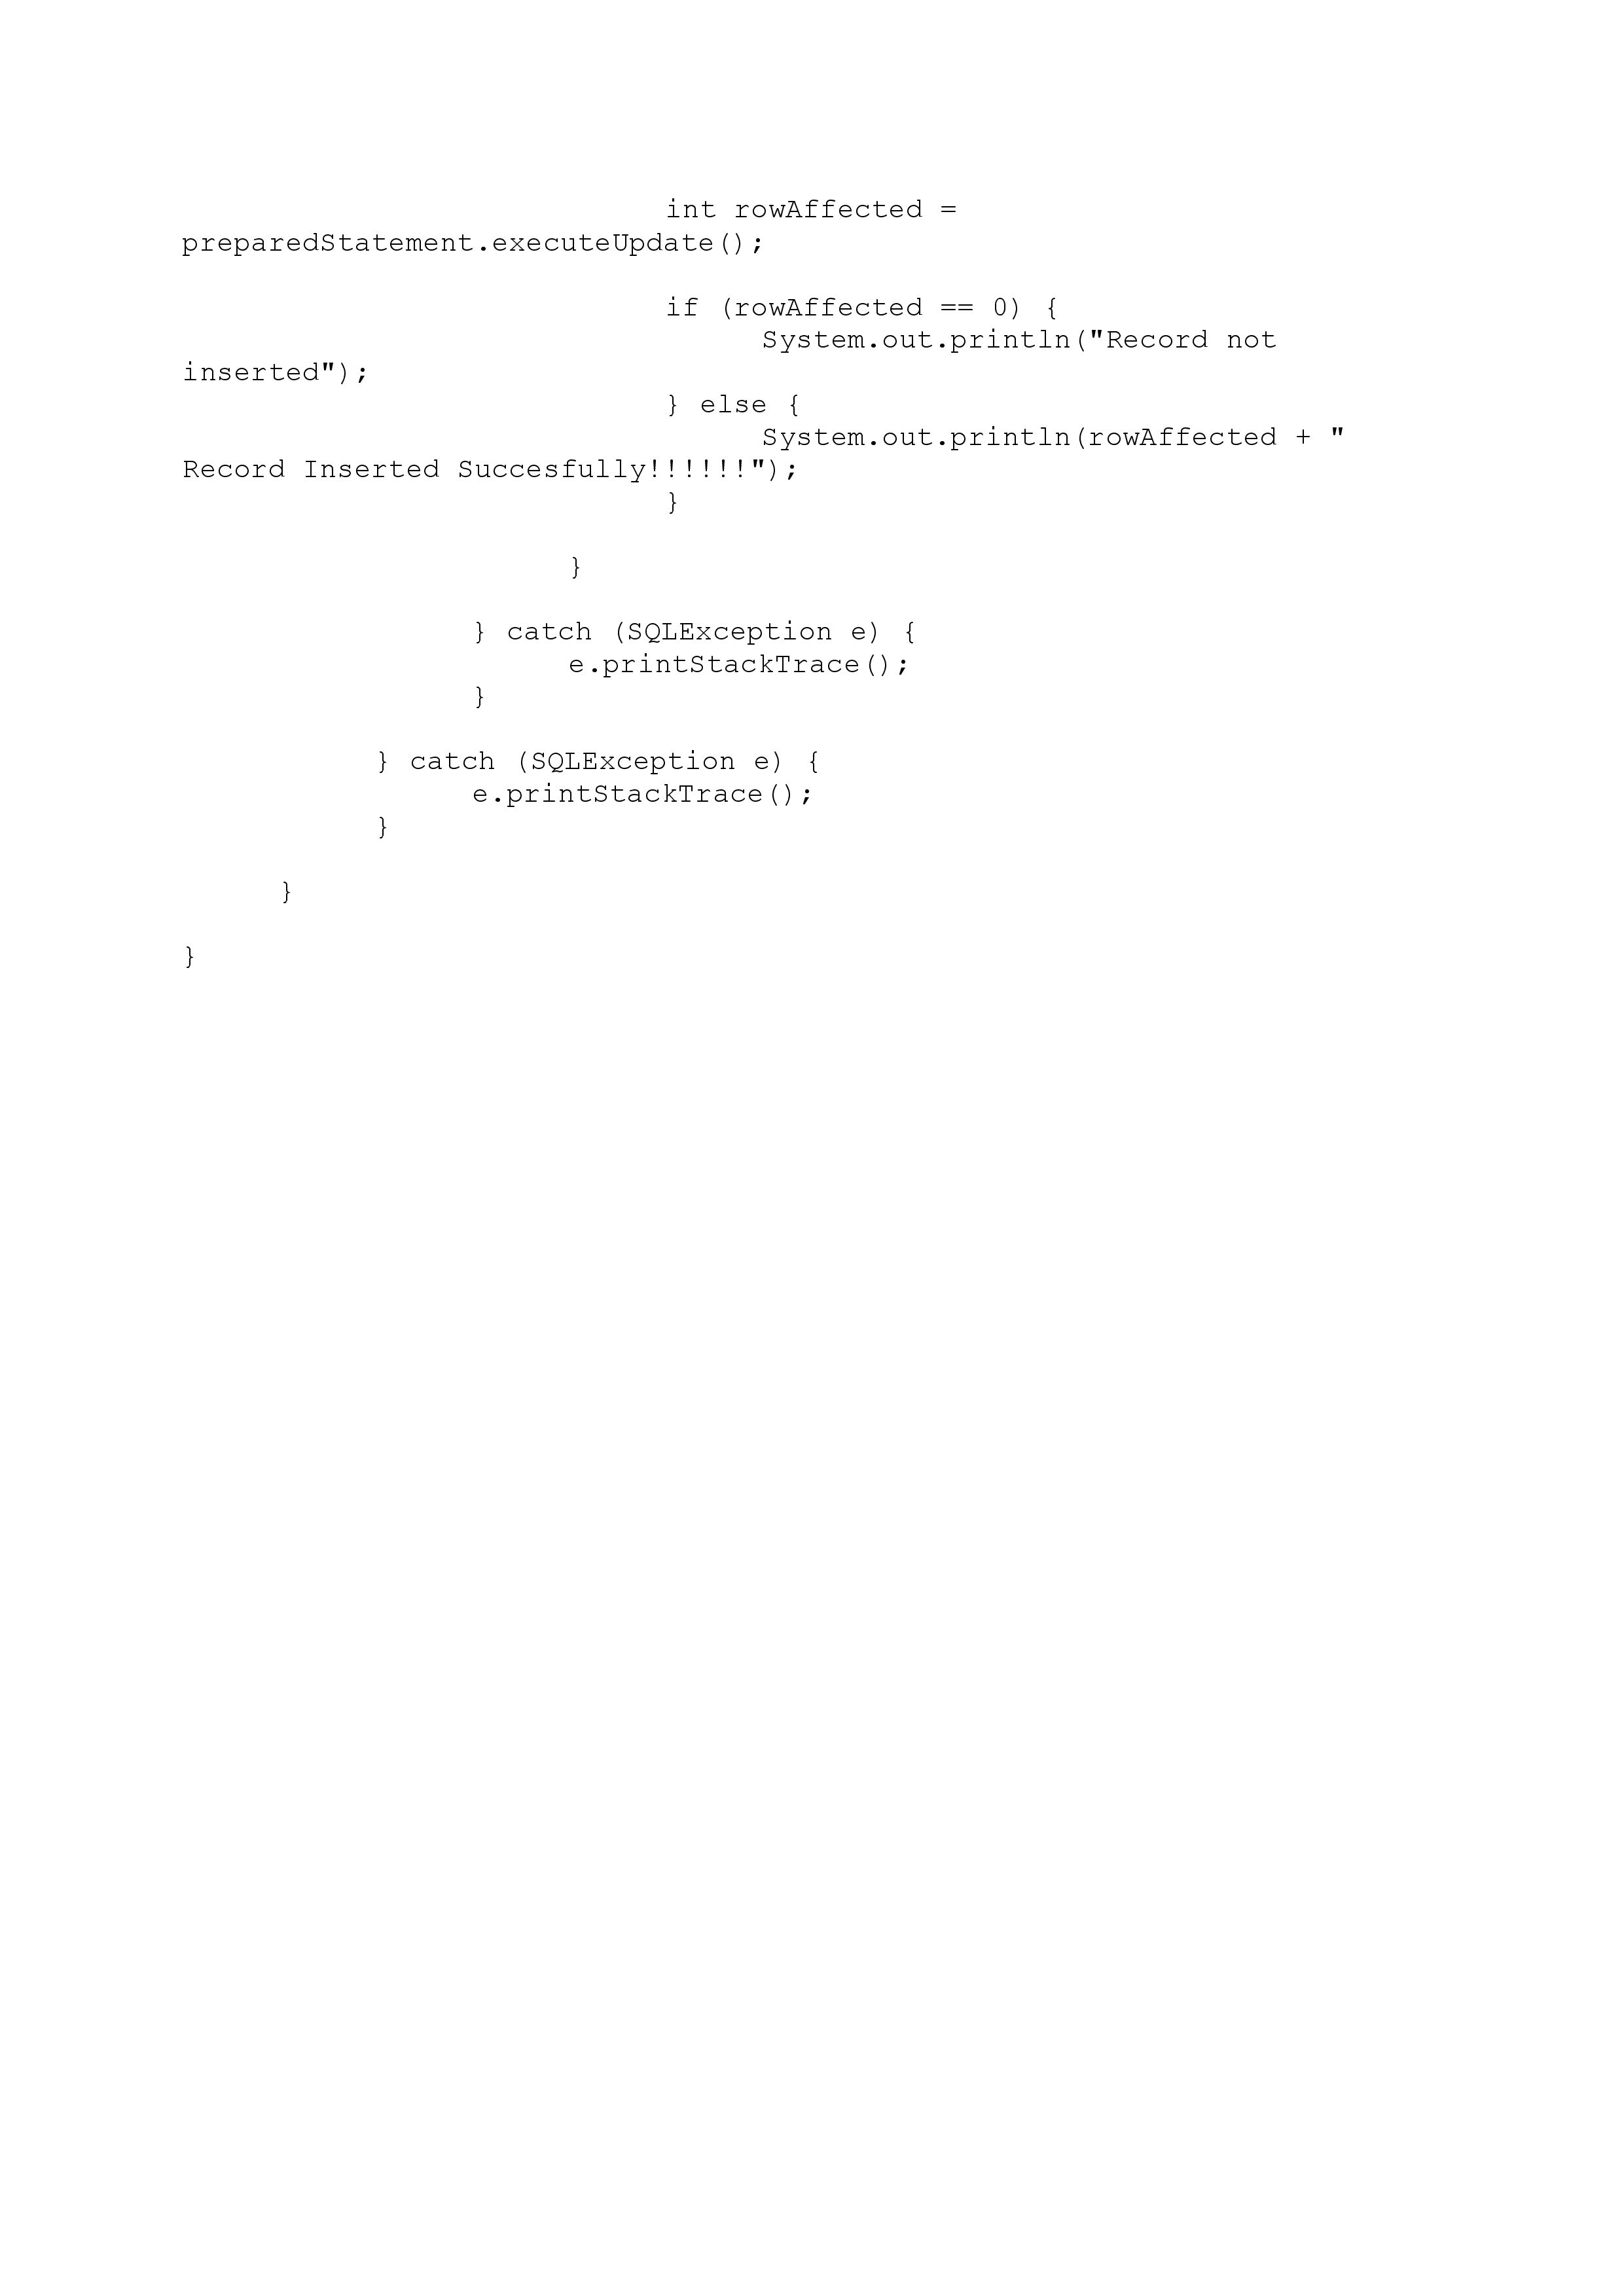 int rowAffected =
preparedStatement.executeUpdate();
if (rowAffected == 0) {
System.out.println("Record not
inserted");
} else {
System.out.println(rowAffected + "
Record Inserted Succesfully!!!!!!");
}
}
} catch (SQLException e) {
e.printStackTrace();
}
} catch (SQLException e) {
e.printStackTrace();
}
}
}